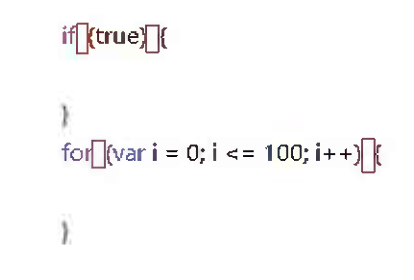 if {true} {
}
for (var i = 0; i <= 100; i++) {
}